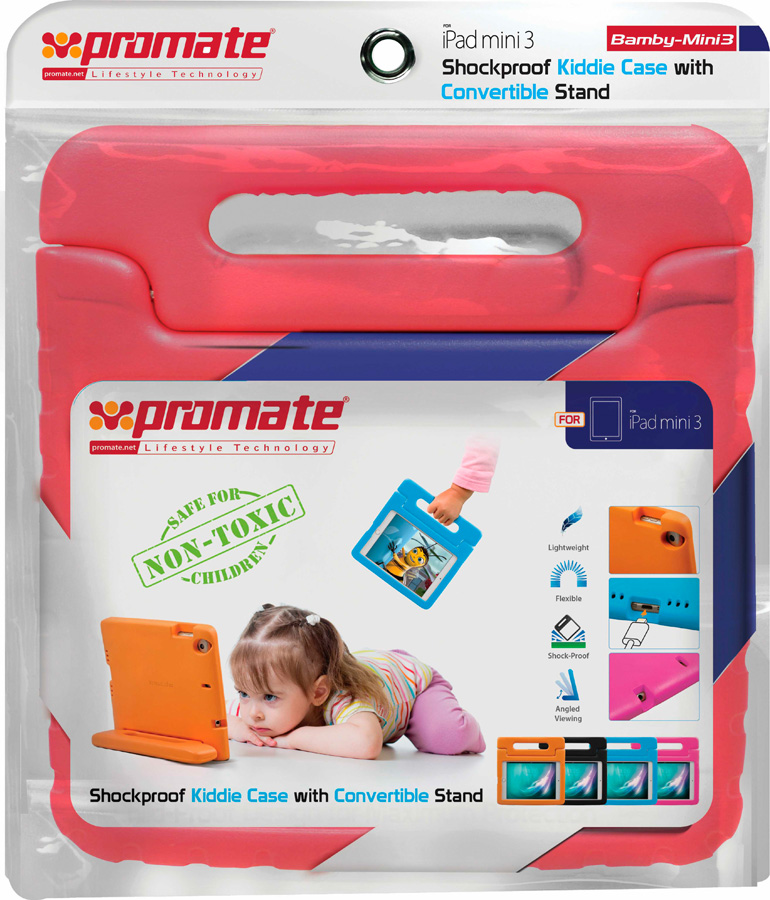 promate®
promate.net Lifestyle Technology
FOR
iPad mini 3
Bamby-Mini3
Shockproof Kiddie Case with
Convertible Stand
promate®
promate.net Lifestyle Technology
FOR
FOR
iPad mini 3
SAFE FOR
NON-TOXIC
CHILDREN
Lightweight
Flexible
Shock-Proof
Angled
Viewing
Shockproof Kiddie Case with Convertible Stand